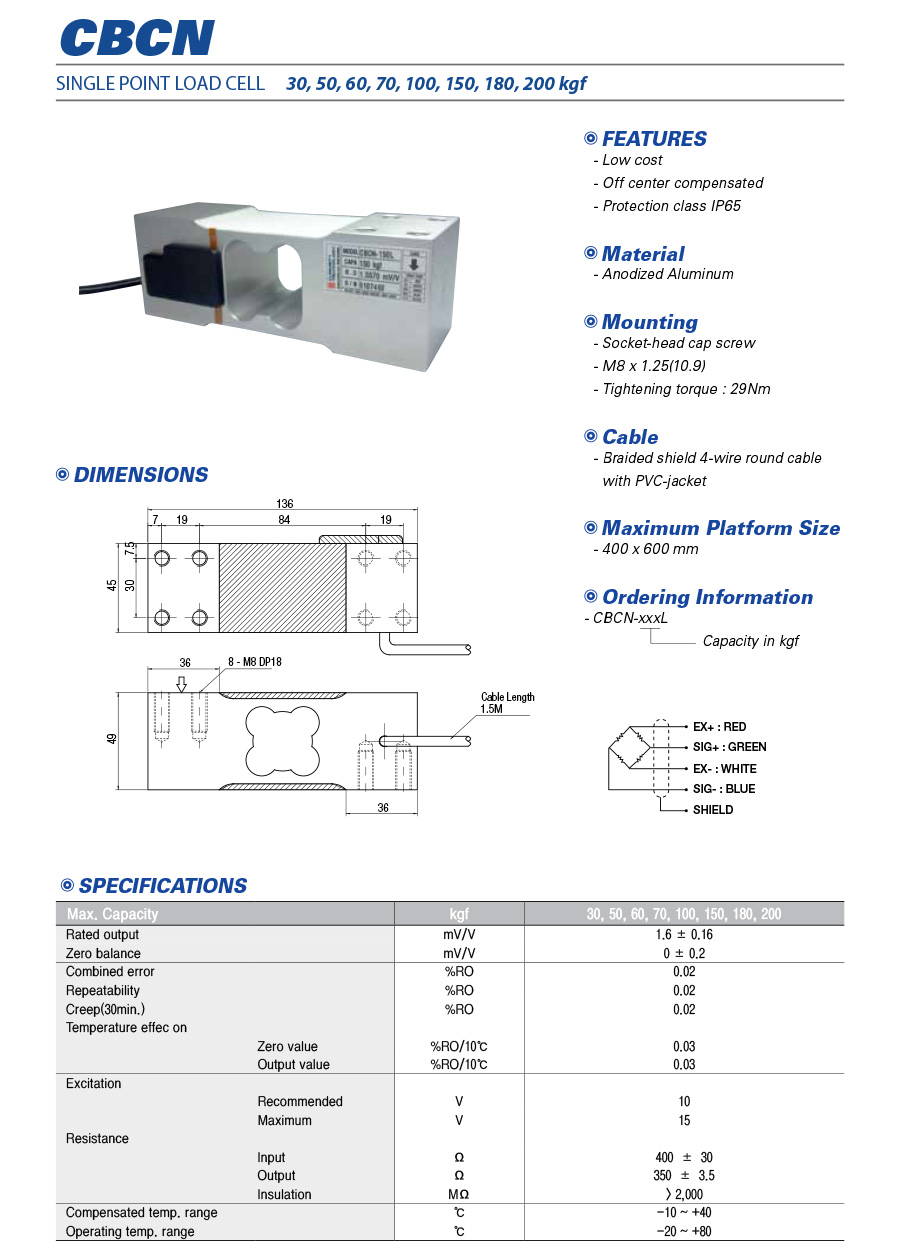 CBCN
SINGLE POINT LOAD CELL 30, 50, 60, 70, 100, 150, 180, 200 kgf
MODEL CBCN-150L
CAPA. 150 kgf
FEATURES
- Low cost
- Off center compensated
- Protection class IP65
Material
- Anodized Aluminum
Mounting
- Socket-head cap screw
- M8 x 1.25(10.9)
- Tightening torque : 29Nm
Cable
- Braided shield 4-wire round cable
with PVC-jacket
Maximum Platform Size
- 400 x 600 mm
Ordering Information
- CBCN-xxxL
Capacity in kgf
DIMENSIONS
136
7 19 84 19
7.5
45
30
36
8 - M8 DP18
Cable Length
1.5M
49
36
EX+ : RED
SIG+ : GREEN
EX- : WHITE
SIG- : BLUE
SHIELD
SPECIFICATIONS
Max. Capacity kgf 30, 50, 60, 70, 100, 150, 180, 200
Rated output mV/V 1.6 ± 0.16
Zero balance mV/V 0 ± 0.2
Combined error %RO 0.02
Repeatability %RO 0.02
Creep(30min.) %RO 0.02
Temperature effec on
Zero value %RO/10℃ 0.03
Output value %RO/10℃ 0.03
Excitation
Recommended V 10
Maximum V 15
Resistance
Input Ω 400 ± 30
Output Ω 350 ± 3.5
Insulation MΩ 〉2,000
Compensated temp. range ℃ -10 ~ +40
Operating temp. range ℃ -20 ~ +80